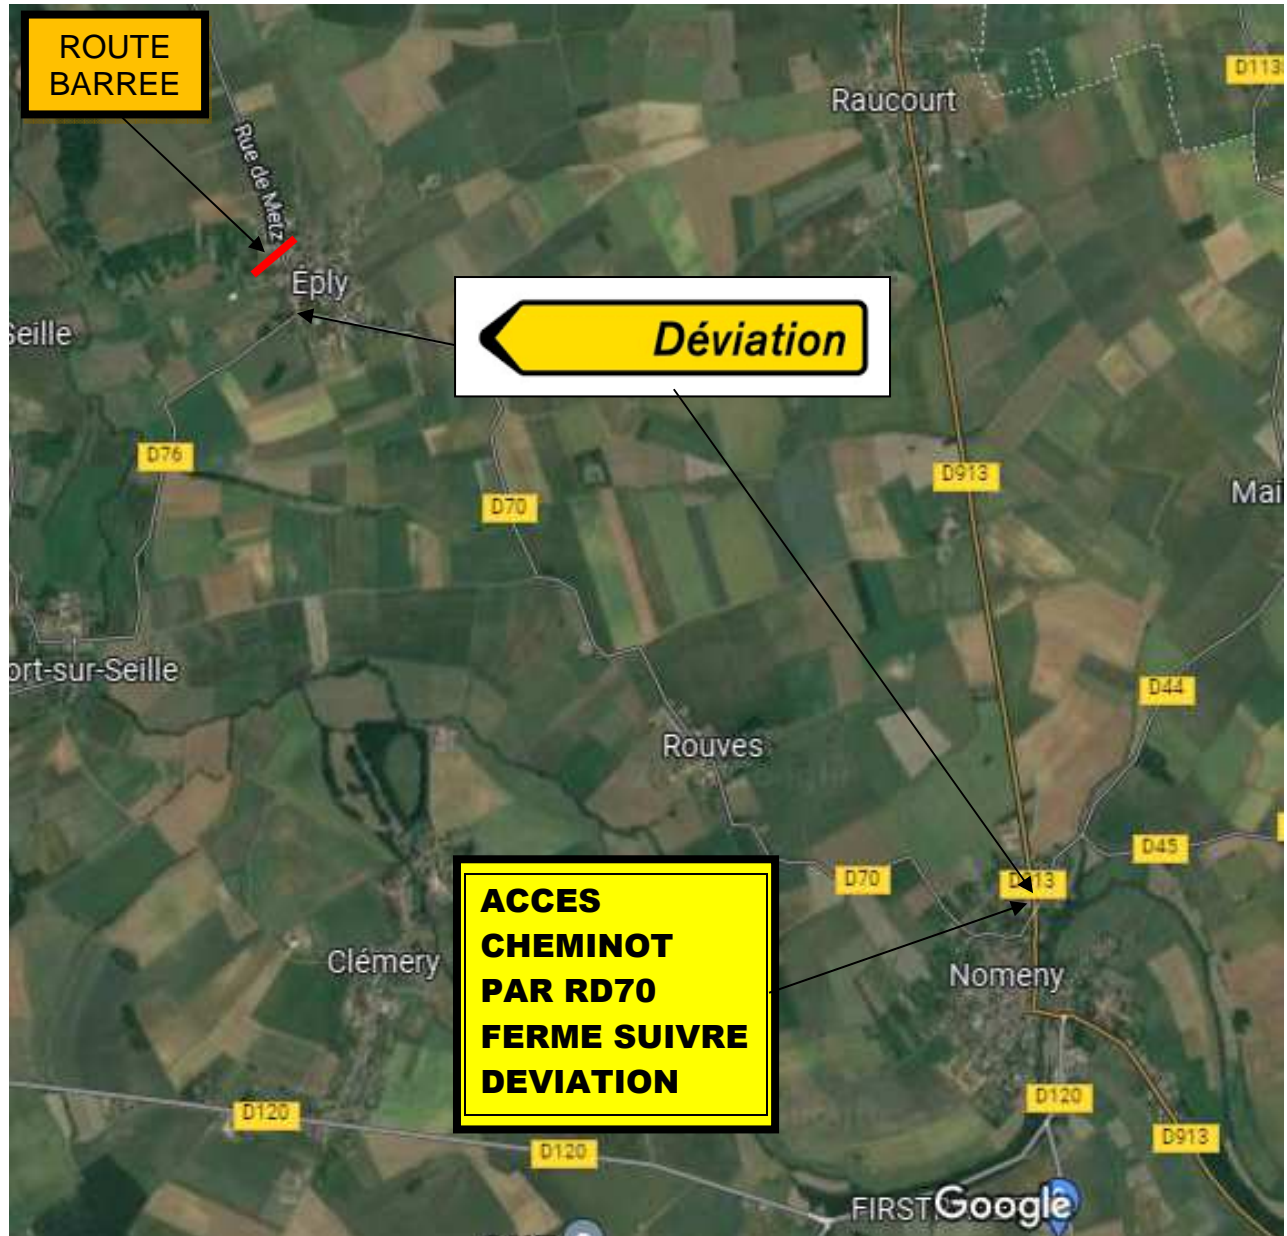 ROUTE
BARREE
D113
Raucourt
Rue de Metz
Éply
Seille
Déviation
D76
D913
D70
Mai
ort-sur-Seille
D44
Rouves
D45
D70
D913
ACCES
CHEMINOT
PAR RD70
FERME SUIVRE
DEVIATION
Clémery
Nomeny
D120
D120
D120
D913
FIRST
Google